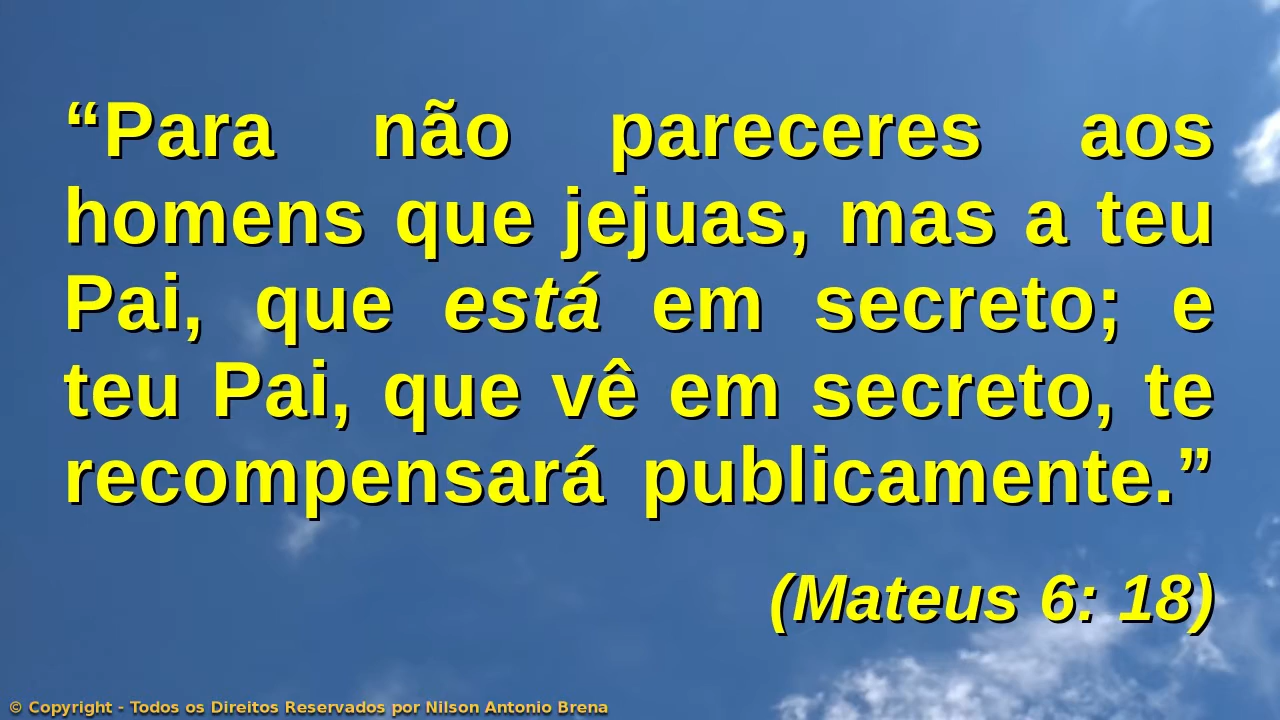 “Para não pareceres aos
homens que jejuas, mas a teu
Pai, que está em secreto; e
teu Pai, que vê em secreto, te
recompensará publicamente.”
(Mateus 6: 18)
© Copyright - Todos os Direitos Reservados por Nilson Antonio Brena